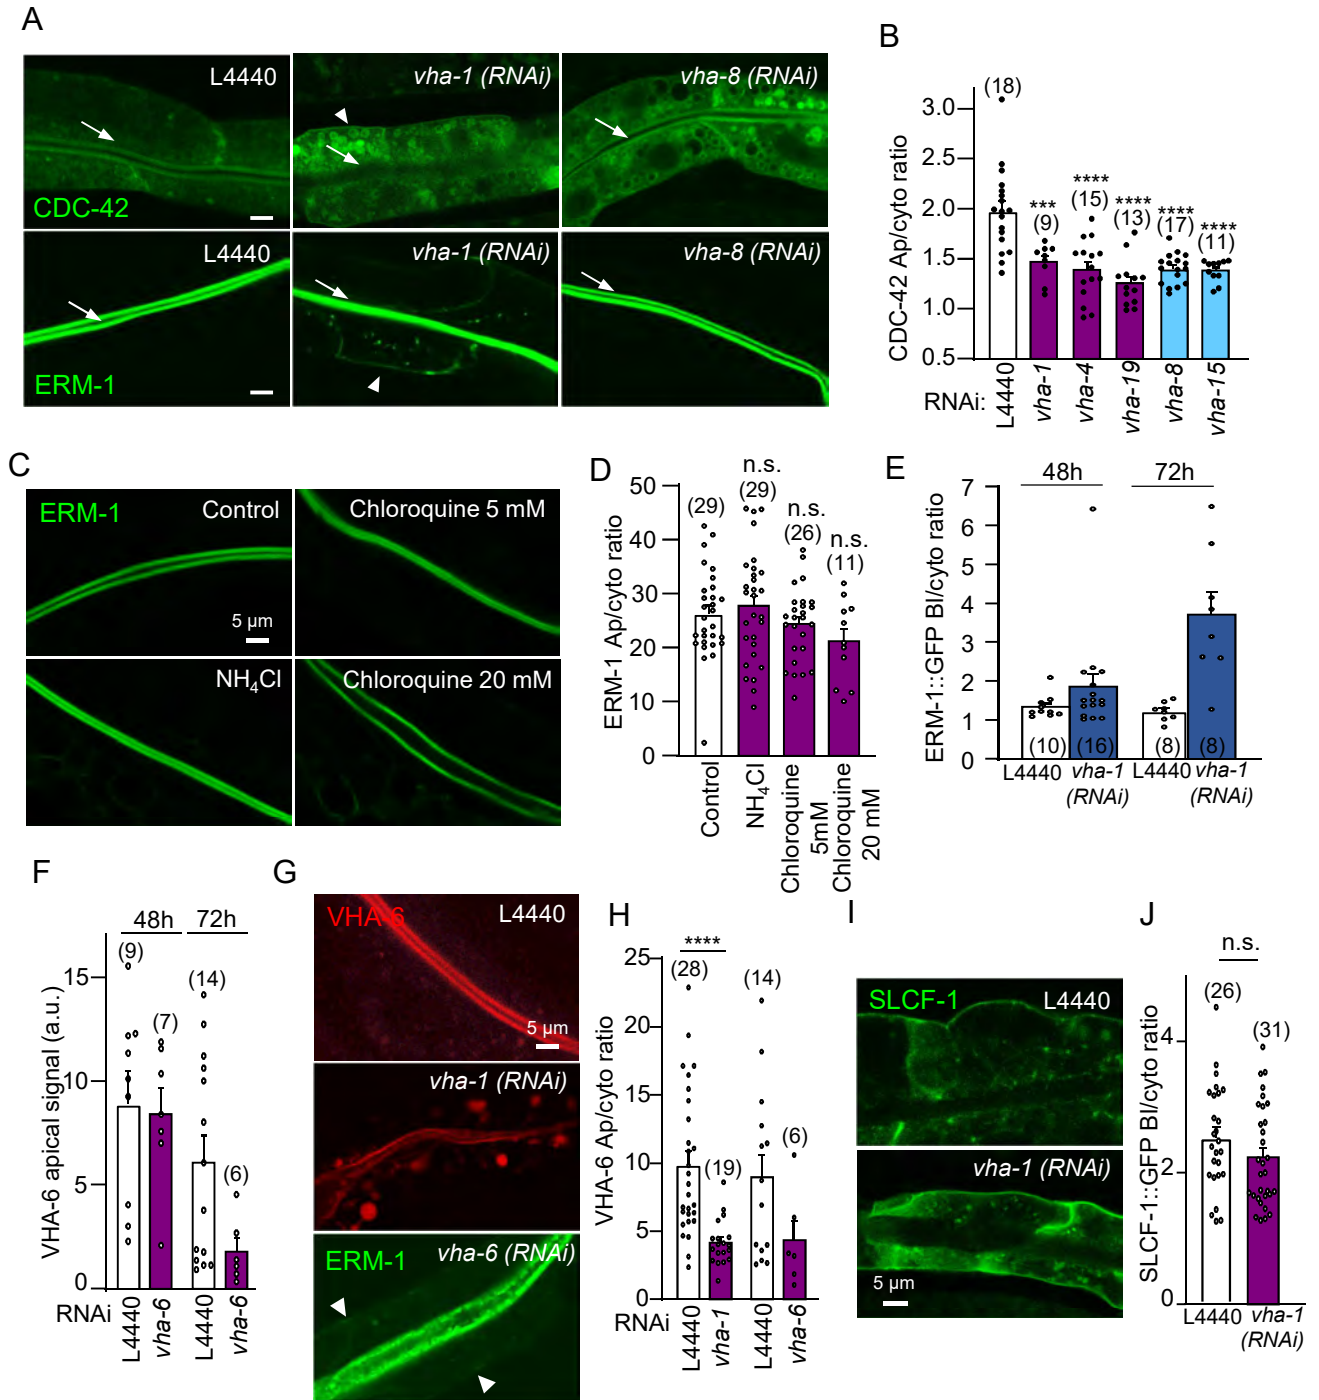 A
L4440
vha-1 (RNAi)
vha-8 (RNAi)
CDC-42
L4440
vha-1 (RNAi)
vha-8 (RNAi)
ERM-1
B
CDC-42 Ap/cyto ratio
3.0
2.5
2.0
1.5
1.0
0.5
(18)
***
(9)
****
(15)
****
(13)
****
(17)
****
(11)
RNAi:
L4440
vha-1
vha-4
vha-19
vha-8
vha-15
C
ERM-1
Control
5 µm
Chloroquine 5 mM
NH4Cl
Chloroquine 20 mM
D
ERM-1 Ap/cyto ratio
50
40
30
20
10
0
(29)
n.s.
(29)
n.s.
(26)
n.s.
(11)
Control
NH4Cl
Chloroquine
5mM
Chloroquine
20 mM
E
ERM-1::GFP Bl/cyto ratio
48h
72h
7
6
5
4
3
2
1
0
(10)
(16)
(8)
(8)
L4440
vha-1
(RNAi)
L4440
vha-1
(RNAi)
F
VHA-6 apical signal (a.u.)
48h
72h
15
10
5
0
(9)
(7)
(14)
(6)
RNAi
L4440
vha-6
L4440
vha-6
G
VHA-6
L4440
5 µm
vha-1 (RNAi)
ERM-1
vha-6 (RNAi)
H
VHA-6 Ap/cyto ratio
25
20
15
10
5
0
****
(28)
(19)
(14)
(6)
RNAi
L4440
vha-1
L4440
vha-6
I
SLCF-1
L4440
vha-1 (RNAi)
5 µm
J
SLCF-1::GFP Bl/cyto ratio
n.s.
4
2
0
(26)
(31)
L4440
vha-1
(RNAi)